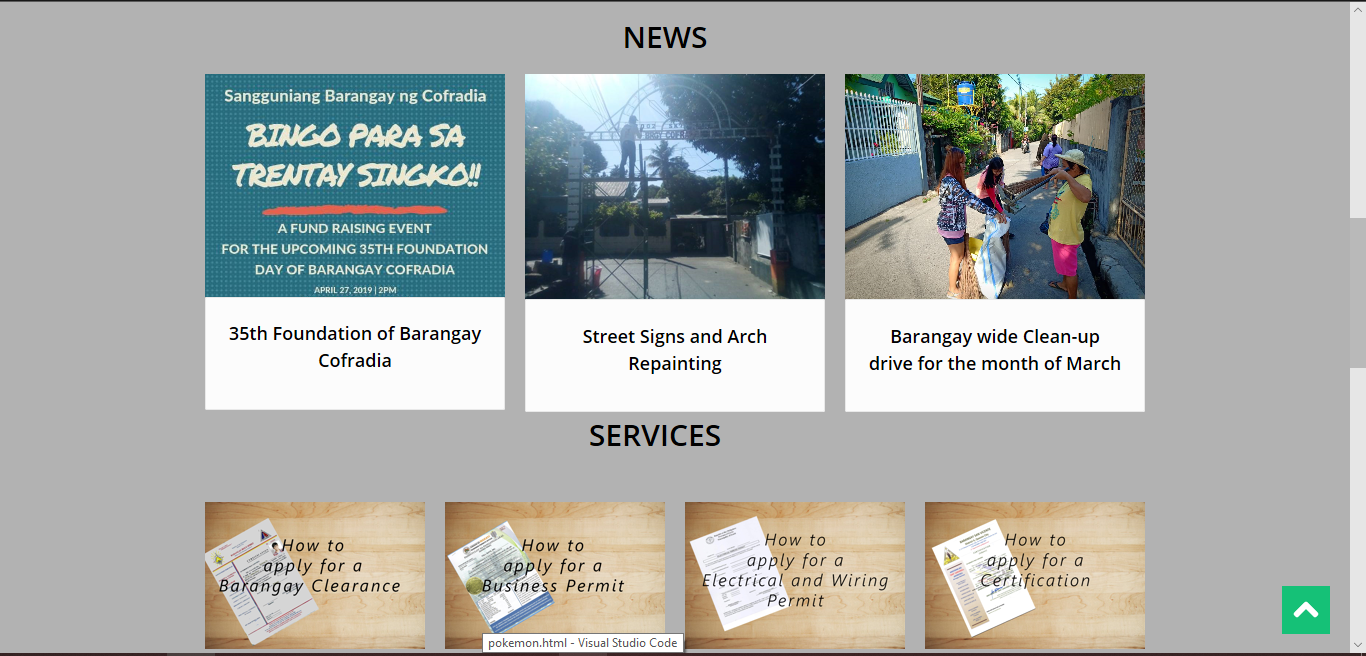 NEWS
Sangguniang Barangay ng Cofradia
BINGO PARA SA
TRENTAY SINGKO!!
A FUND RAISING EVENT
FOR THE UPCOMING 35TH FOUNDATION
DAY OF BARANGAY COFRADIA
APRIL 27, 2019 | 2PM
35th Foundation of Barangay
Cofradia
Street Signs and Arch
Repainting
Barangay wide Clean-up
drive for the month of March
SERVICES
How to
apply for a
Barangay Clearance
How to
apply for a
Business Permit
How to
apply for a
Electrical and Wiring
Permit
How to
apply for a
Certification
pokemon.html - Visual Studio Code